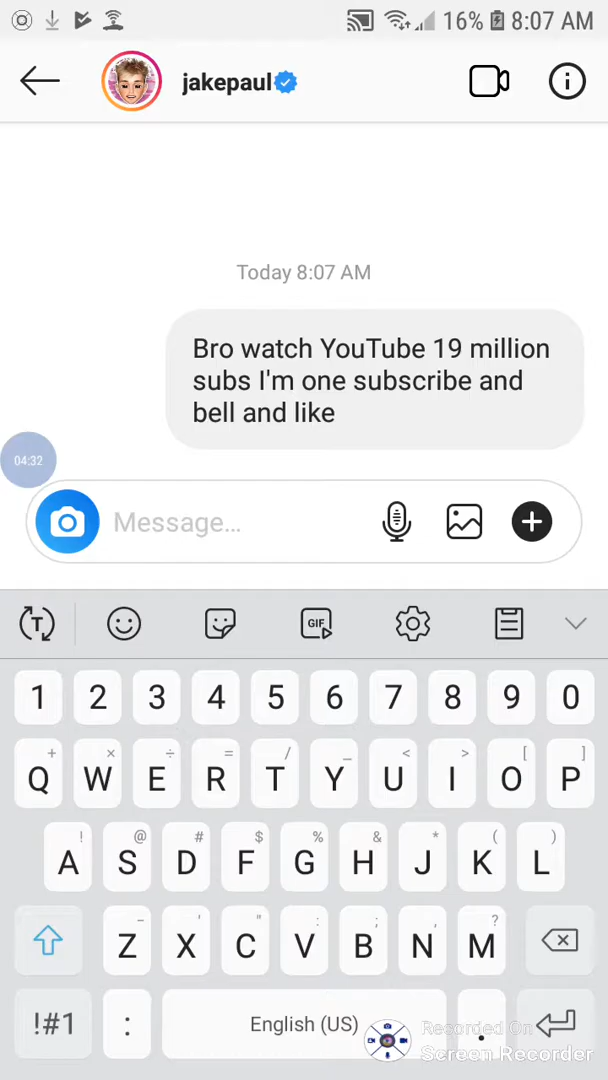 16% 8:07 AM
jakepaul
Today 8:07 AM
Bro watch YouTube 19 million
subs I'm one subscribe and
bell and like
04:32
Message...
T
GIF
1 2 3 4 5 6 7 8 9 0
+ × ÷ = / _ < > [ ]
Q W E R T Y U I O P
! @ # $ % & * ( )
A S D F G H J K L
- ' " : ; , ?
Z X C V B N M
!#1 : English (US) .
Recorded On
Screen Recorder